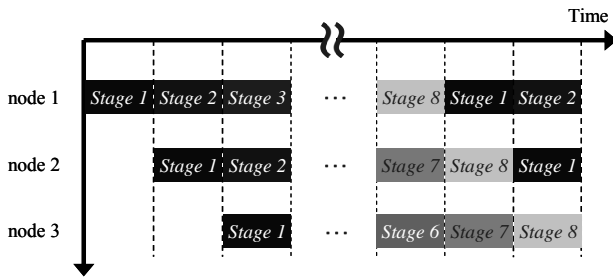 Time
node 1 Stage 1 Stage 2 Stage 3 ... Stage 8 Stage 1 Stage 2
node 2 Stage 1 Stage 2 ... Stage 7 Stage 8 Stage 1
node 3 Stage 1 ... Stage 6 Stage 7 Stage 8